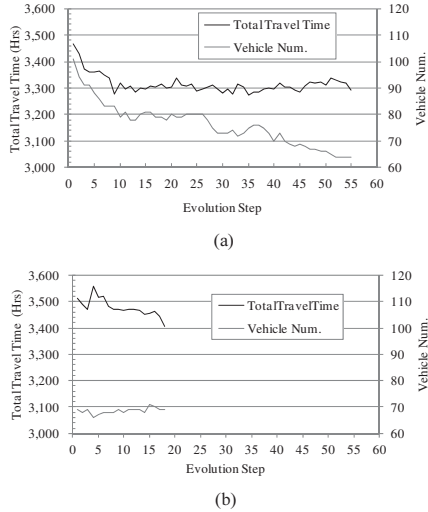 3,600
3,500
3,400
3,300
3,200
3,100
3,000
Total Travel Time (Hrs)
Total Travel Time
Vehicle Num.
120
110
100
90
80
70
60
Vehicle Num.
0 5 10 15 20 25 30 35 40 45 50 55 60
Evolution Step
(a)
3,600
3,500
3,400
3,300
3,200
3,100
3,000
Total Travel Time (Hrs)
TotalTravelTime
Vehicle Num.
120
110
100
90
80
70
60
Vehicle Num.
0 5 10 15 20 25 30 35 40 45 50 55 60
Evolution Step
(b)